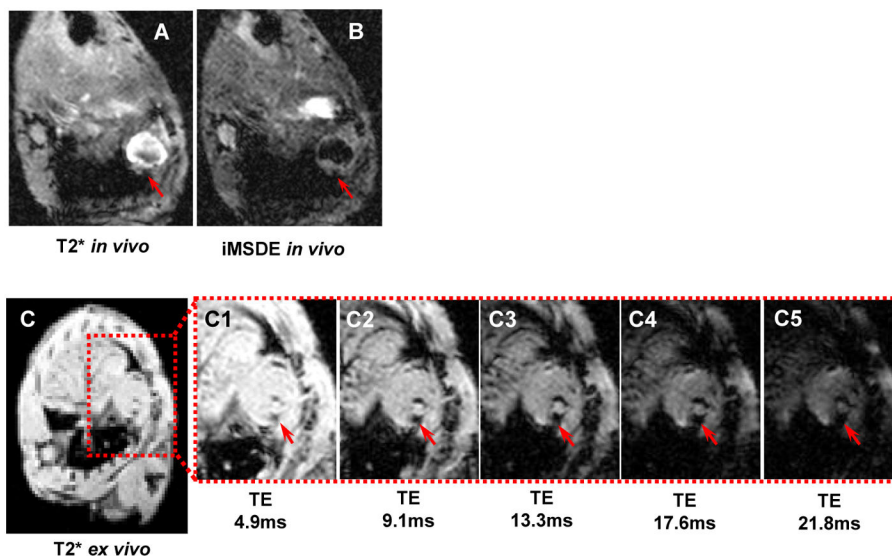 A
B
T2* in vivo
iMSDE in vivo
C
C1
C2
C3
C4
C5
TE
4.9ms
TE
9.1ms
TE
13.3ms
TE
17.6ms
TE
21.8ms
T2* ex vivo